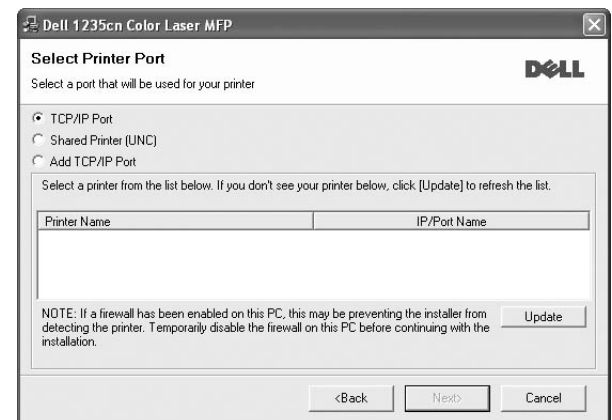 Dell 1235cn Color Laser MFP
Select Printer Port
Select a port that will be used for your printer
DELL
TCP/IP Port
Shared Printer (UNC)
Add TCP/IP Port
Select a printer from the list below. If you don't see your printer below, click [Update] to refresh the list.
Printer Name IP/Port Name
NOTE: If a firewall has been enabled on this PC, this may be preventing the installer from
detecting the printer. Temporarily disable the firewall on this PC before continuing with the
installation.
Update
<Back Next> Cancel